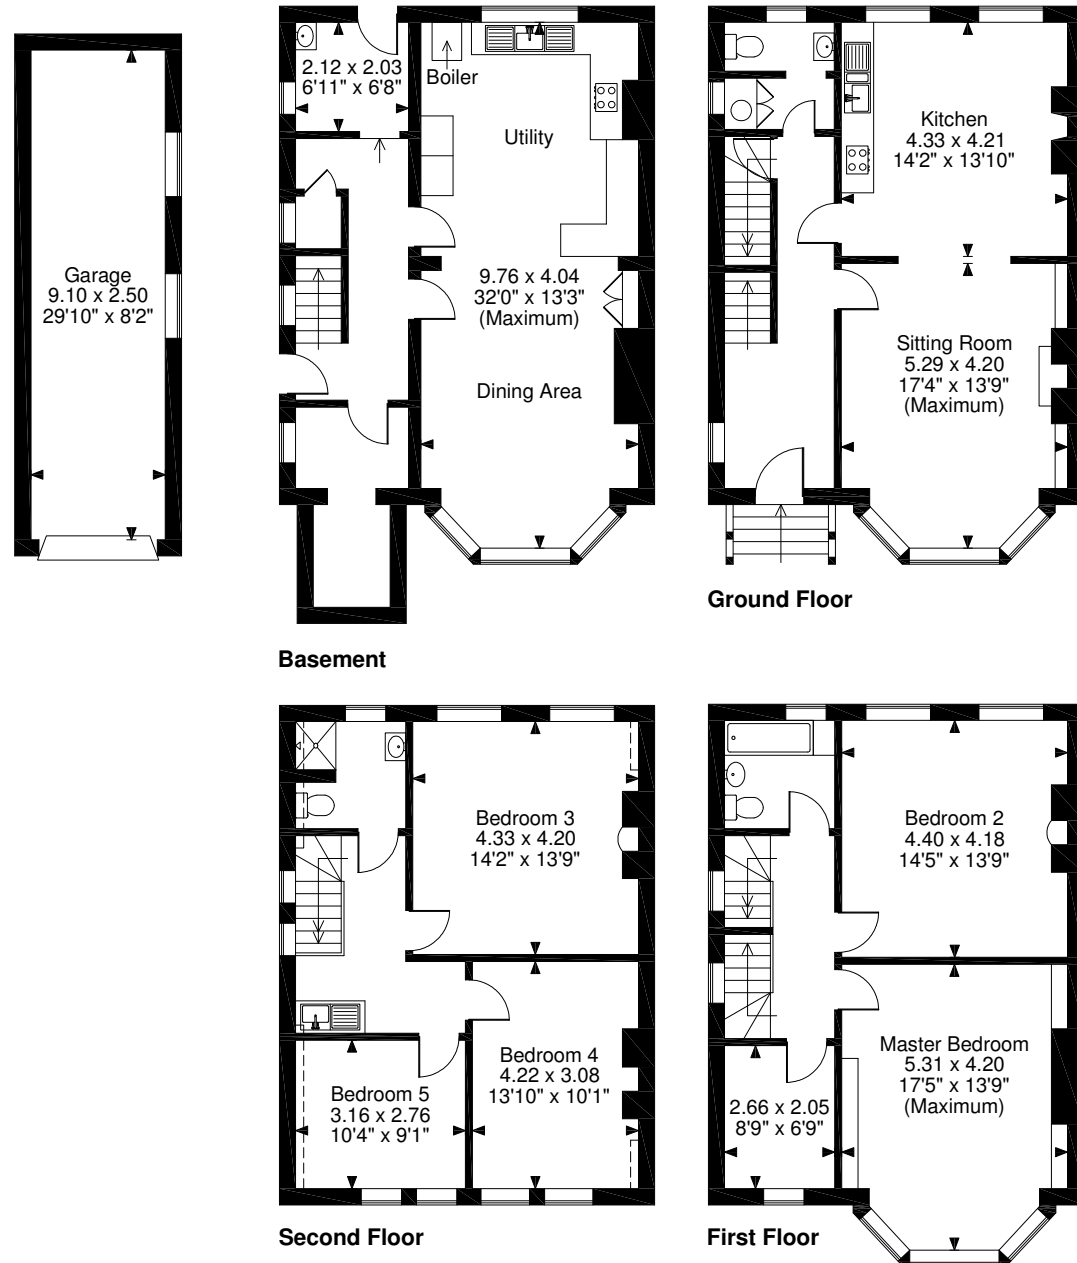 Garage
9.10 x 2.50
29'10" x 8'2"
2.12 x 2.03
6'11" x 6'8"
Boiler
Utility
9.76 x 4.04
32'0" x 13'3"
(Maximum)
Dining Area
Basement
Kitchen
4.33 x 4.21
14'2" x 13'10"
Sitting Room
5.29 x 4.20
17'4" x 13'9"
(Maximum)
Ground Floor
Bedroom 3
4.33 x 4.20
14'2" x 13'9"
Bedroom 4
4.22 x 3.08
13'10" x 10'1"
Bedroom 5
3.16 x 2.76
10'4" x 9'1"
Second Floor
Bedroom 2
4.40 x 4.18
14'5" x 13'9"
Master Bedroom
5.31 x 4.20
17'5" x 13'9"
(Maximum)
2.66 x 2.05
8'9" x 6'9"
First Floor